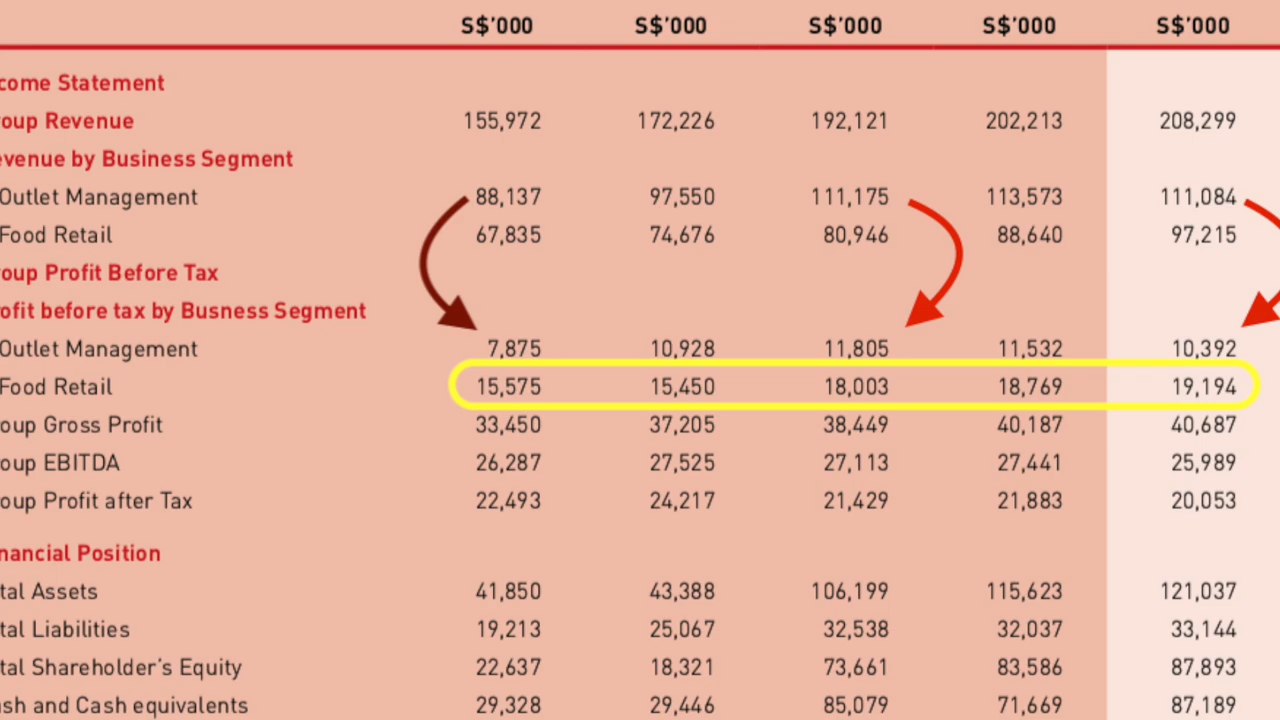 S$'000 S$'000 S$'000 S$'000 S$'000
come Statement
oup Revenue 155,972 172,226 192,121 202,213 208,299
evenue by Business Segment
Outlet Management 88,137 97,550 111,175 113,573 111,084
Food Retail 67,835 74,676 80,946 88,640 97,215
oup Profit Before Tax
ofit before tax by Busness Segment
Outlet Management 7,875 10,928 11,805 11,532 10,392
Food Retail 15,575 15,450 18,003 18,769 19,194
oup Gross Profit 33,450 37,205 38,449 40,187 40,687
oup EBITDA 26,287 27,525 27,113 27,441 25,989
oup Profit after Tax 22,493 24,217 21,429 21,883 20,053
nancial Position
tal Assets 41,850 43,388 106,199 115,623 121,037
tal Liabilities 19,213 25,067 32,538 32,037 33,144
tal Shareholder's Equity 22,637 18,321 73,661 83,586 87,893
sh and Cash equivalents 29,328 29,446 85,079 71,669 87,189